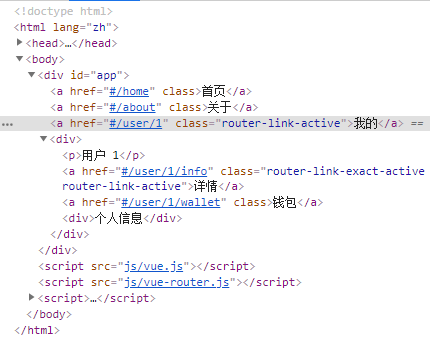 <!doctype html>
<html lang="zh">
<head>…</head>
<body>
<div id="app">
<a href="#/home" class>首页</a>
<a href="#/about" class>关于</a>
… <a href="#/user/1" class="router-link-active">我的</a> ==
<div>
<p>用户 1</p>
<a href="#/user/1/info" class="router-link-exact-active
router-link-active">详情</a>
<a href="#/user/1/wallet" class>钱包</a>
<div>个人信息</div>
</div>
</div>
<script src="js/vue.js"></script>
<script src="js/vue-router.js"></script>
<script>…</script>
</body>
</html>